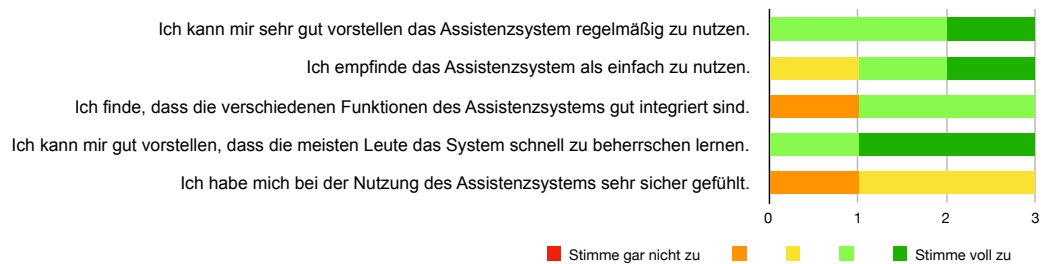 Ich kann mir sehr gut vorstellen das Assistenzsystem regelmäßig zu nutzen.
Ich empfinde das Assistenzsystem als einfach zu nutzen.
Ich finde, dass die verschiedenen Funktionen des Assistenzsystems gut integriert sind.
Ich kann mir gut vorstellen, dass die meisten Leute das System schnell zu beherrschen lernen.
Ich habe mich bei der Nutzung des Assistenzsystems sehr sicher gefühlt.
0 1 2 3
Stimme gar nicht zu Stimme voll zu